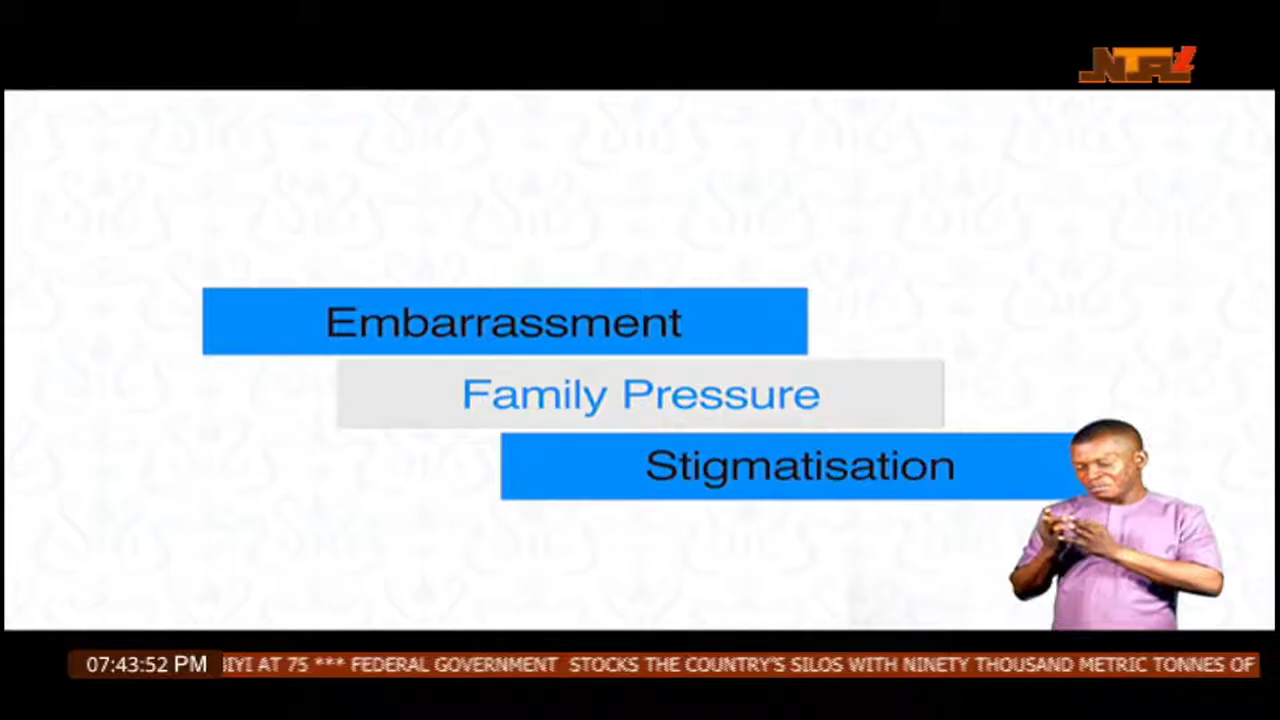 NTA
Embarrassment
Family Pressure
Stigmatisation
07:43:52 PM
AT 75 *** FEDERAL GOVERNMENT STOCKS THE COUNTRY'S SILOS WITH NINETY THOUSAND METRIC TONNES OF